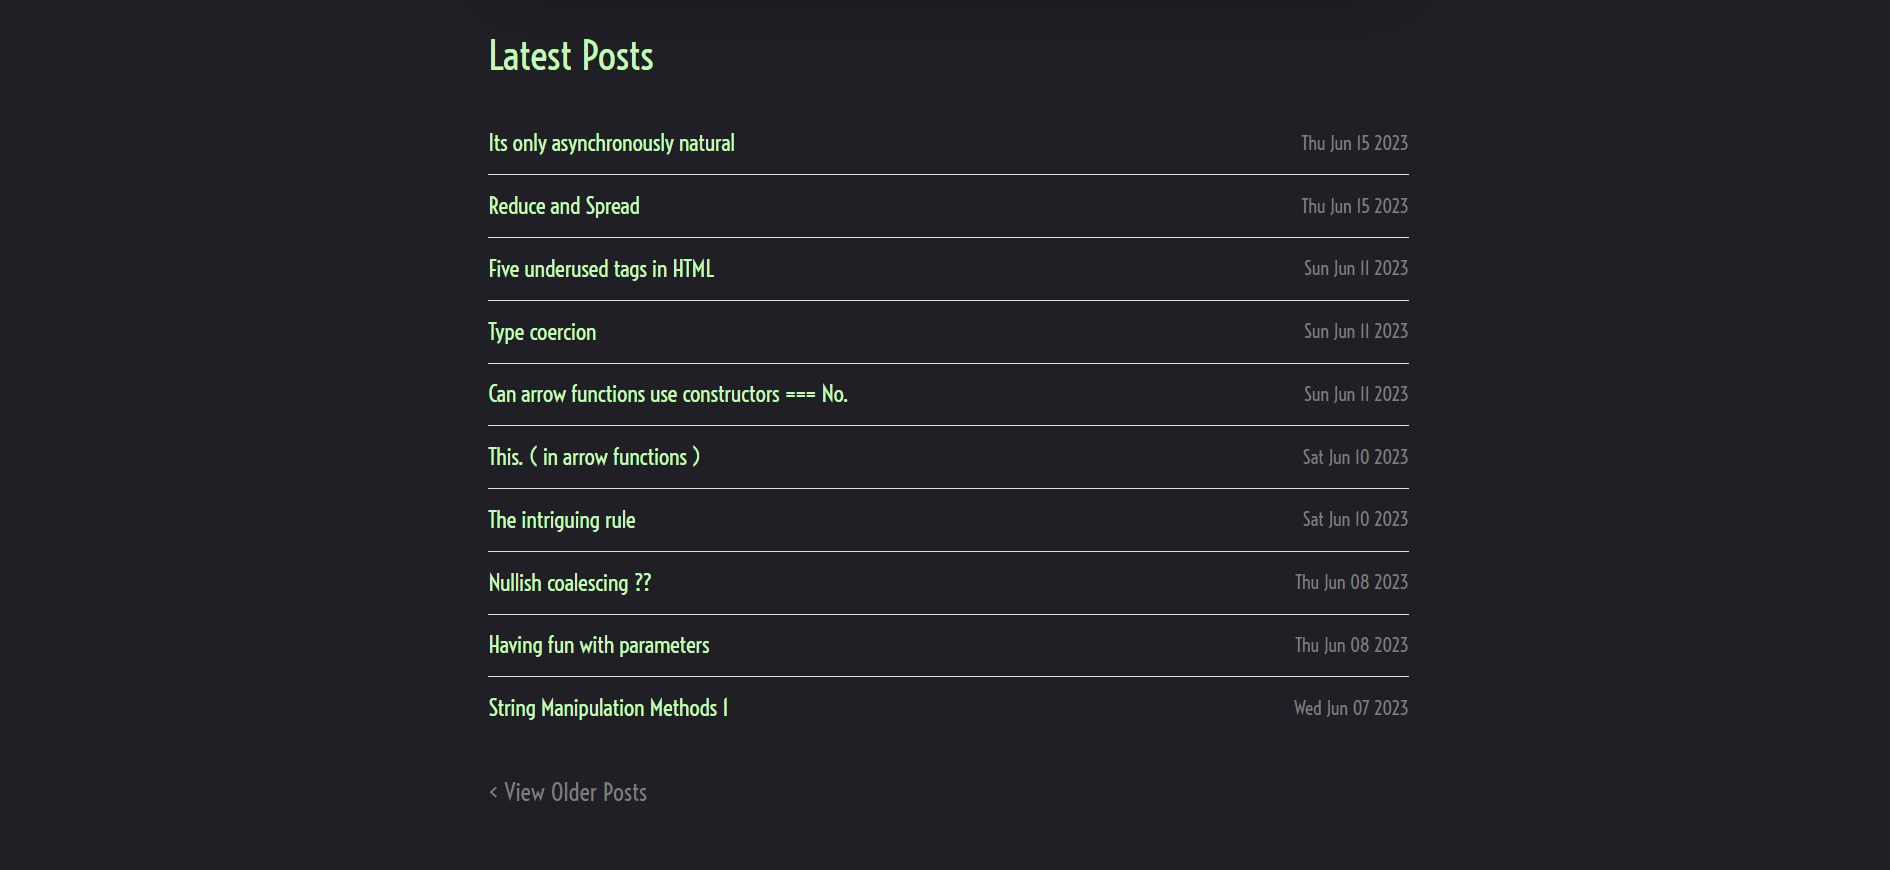 Latest Posts
Its only asynchronously natural Thu Jun 15 2023
Reduce and Spread Thu Jun 15 2023
Five underused tags in HTML Sun Jun 11 2023
Type coercion Sun Jun 11 2023
Can arrow functions use constructors === No. Sun Jun 11 2023
This. ( in arrow functions ) Sat Jun 10 2023
The intriguing rule Sat Jun 10 2023
Nullish coalescing ?? Thu Jun 08 2023
Having fun with parameters Thu Jun 08 2023
String Manipulation Methods 1 Wed Jun 07 2023
< View Older Posts